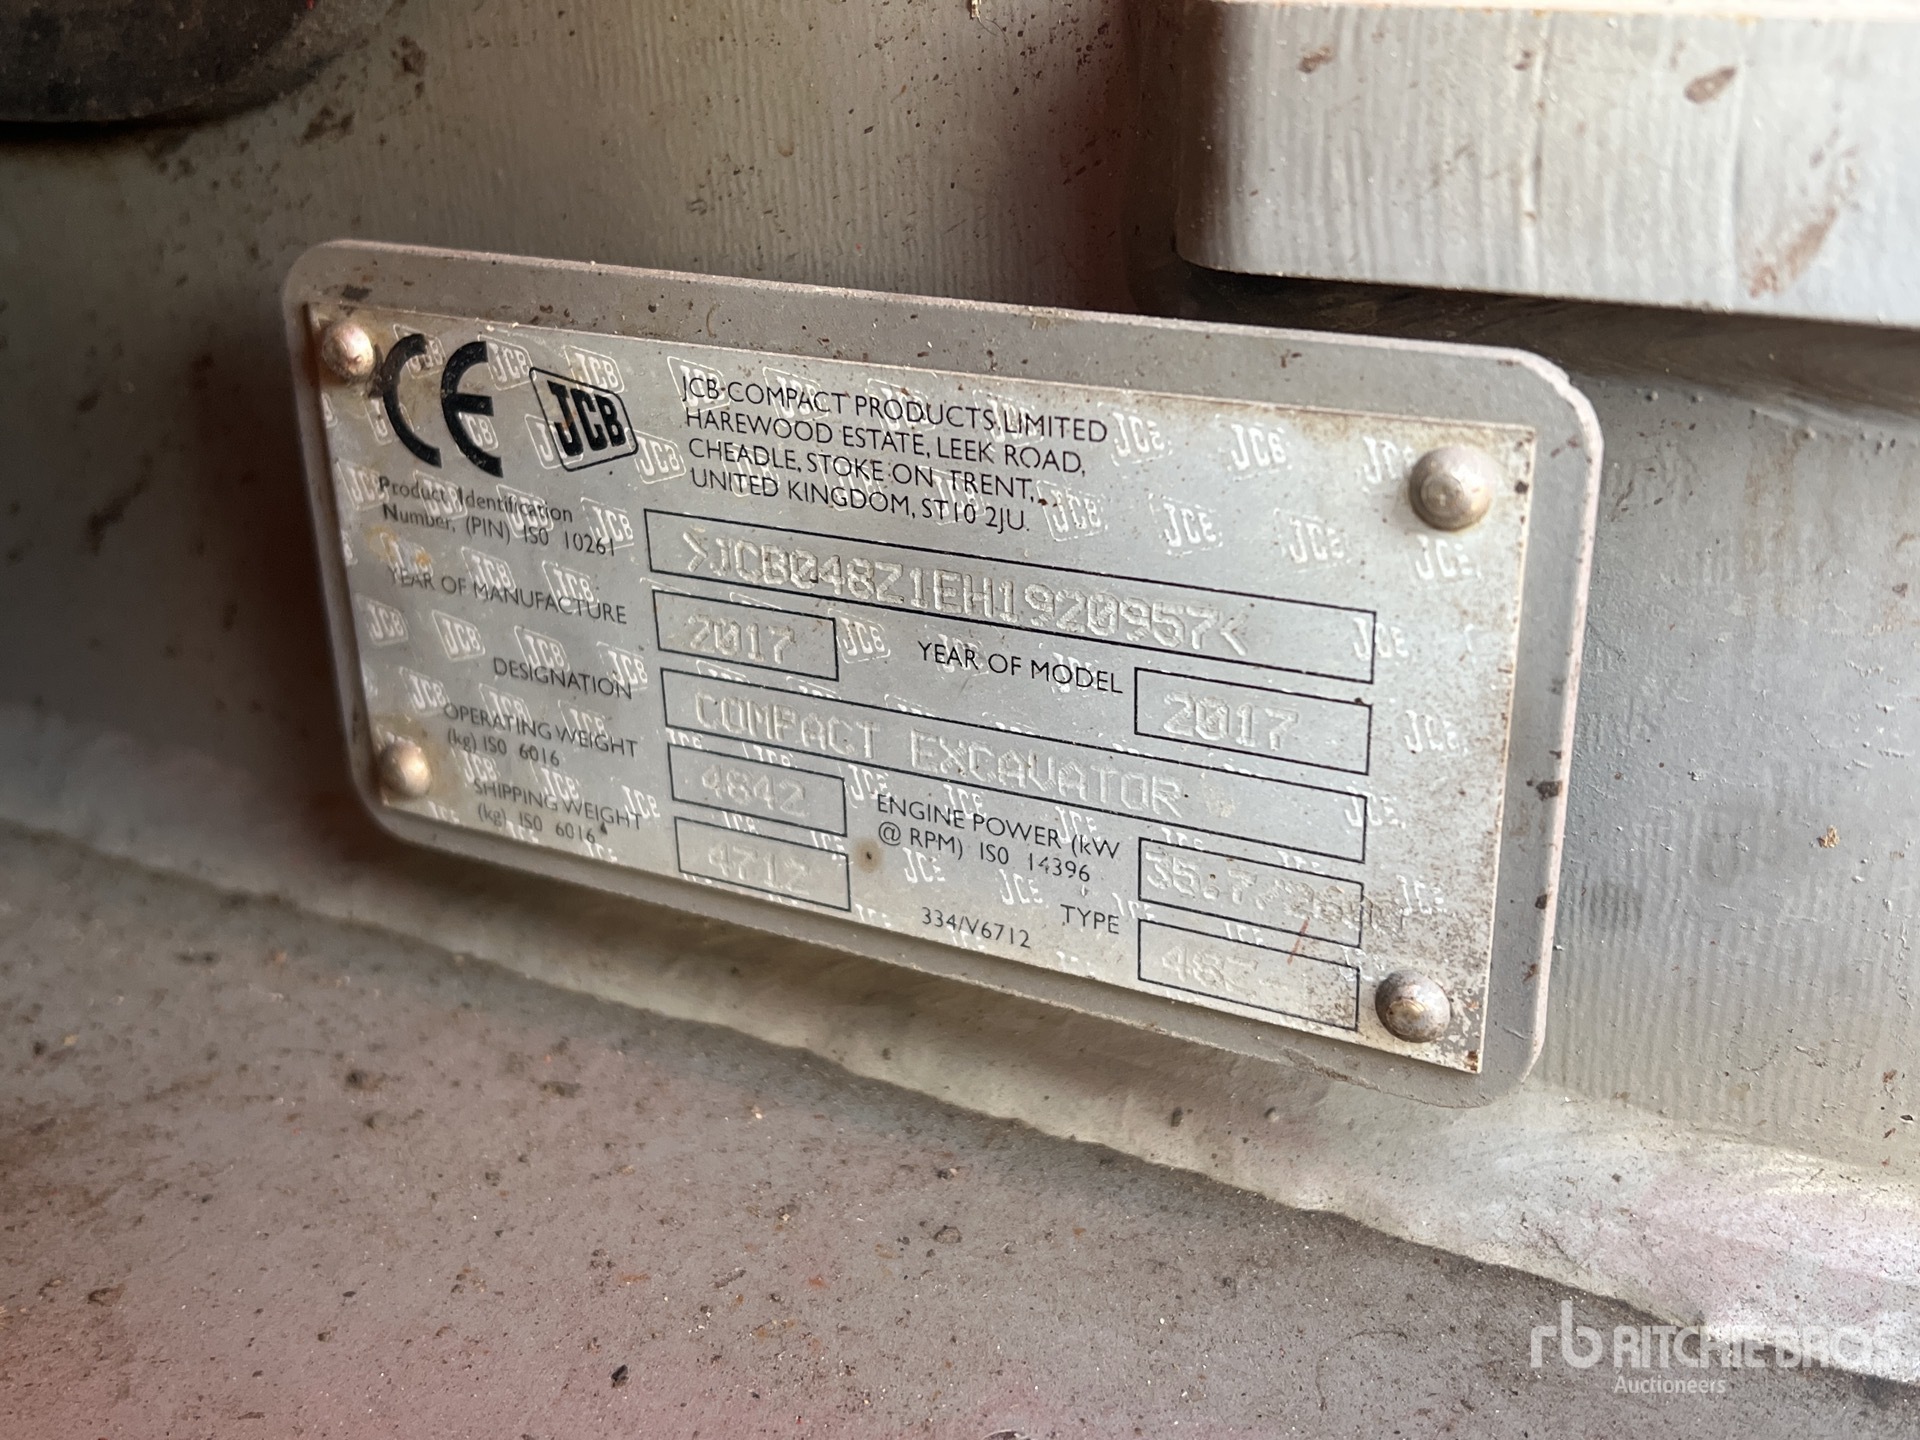 CE JCB
JCB COMPACT PRODUCTS LIMITED
HAREWOOD ESTATE, LEEK ROAD,
CHEADLE, STOKE ON TRENT,
UNITED KINGDOM, ST10 2JU.
Product Identification
Number, (PIN) ISO 10261
>JCB048Z1EH1920957<
YEAR OF MANUFACTURE 2017
YEAR OF MODEL 2017
DESIGNATION COMPACT EXCAVATOR
OPERATING WEIGHT
(kg) ISO 6016
4842
SHIPPING WEIGHT
(kg) ISO 6016
4712
ENGINE POWER (kW
@ RPM) ISO 14396
TYPE
334/V6712
rb RITCHIE BROS
Auctioneers